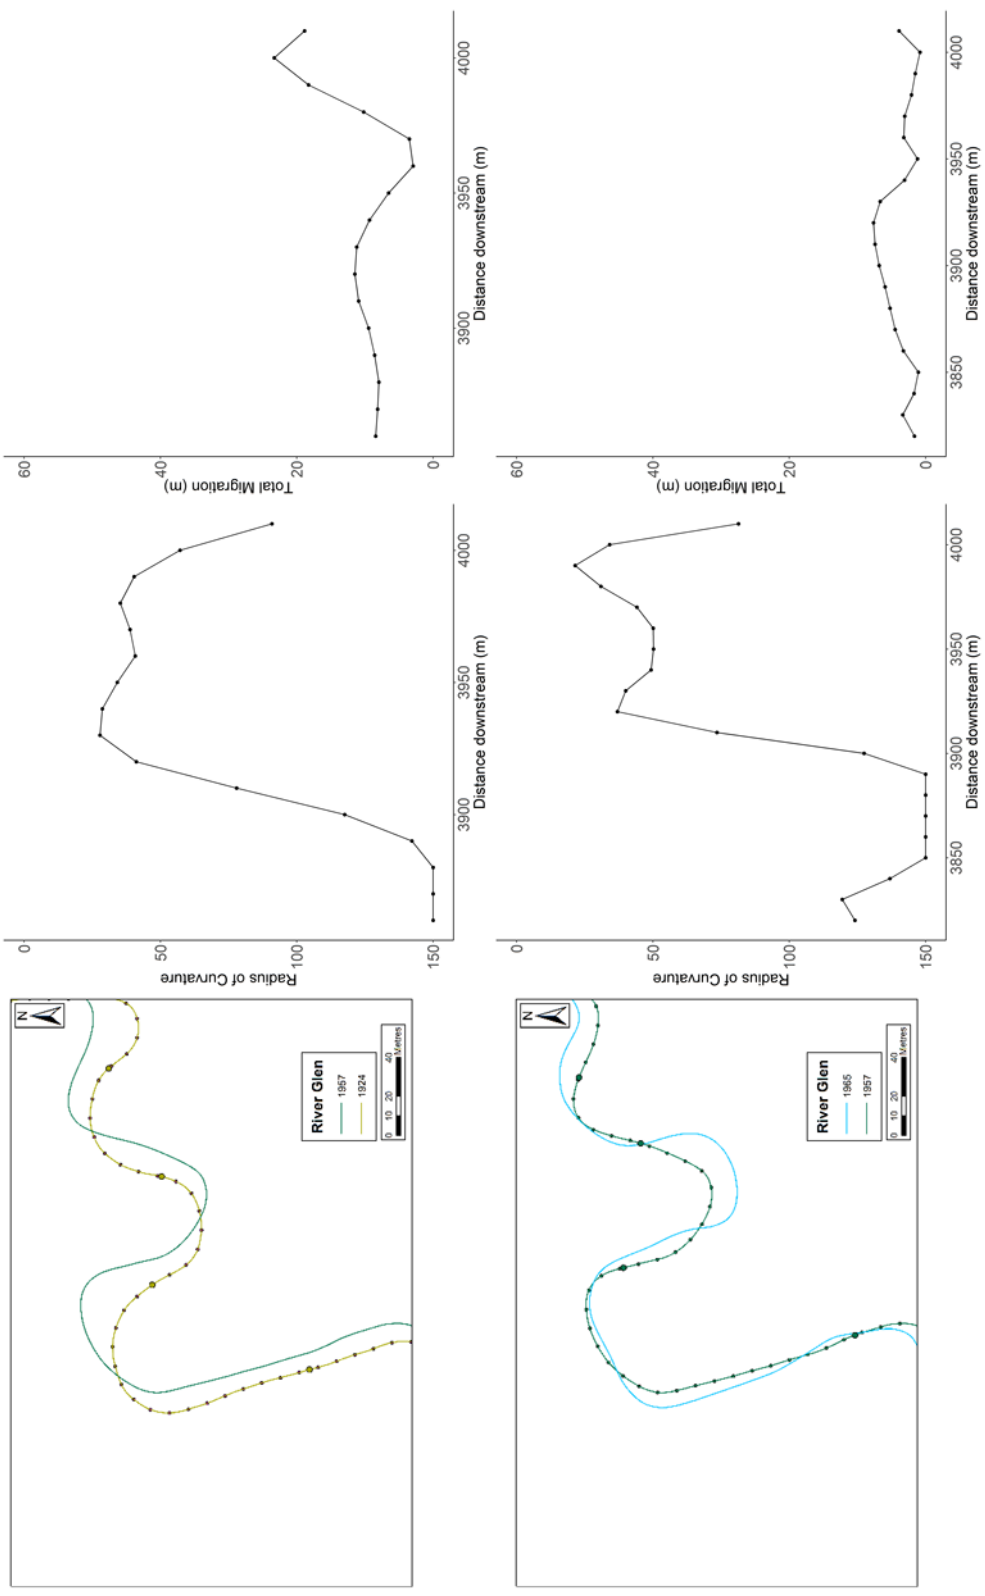 N
River Glen
1957
1924
0 10 20 40
Metres
0
50
100
150
Radius of Curvature
3900
3950
4000
Distance downstream (m)
60
40
20
0
Total Migration (m)
3900
3950
4000
Distance downstream (m)
N
River Glen
1965
1957
0 10 20 40
Metres
0
50
100
150
Radius of Curvature
3850
3900
3950
4000
Distance downstream (m)
60
40
20
0
Total Migration (m)
3850
3900
3950
4000
Distance downstream (m)